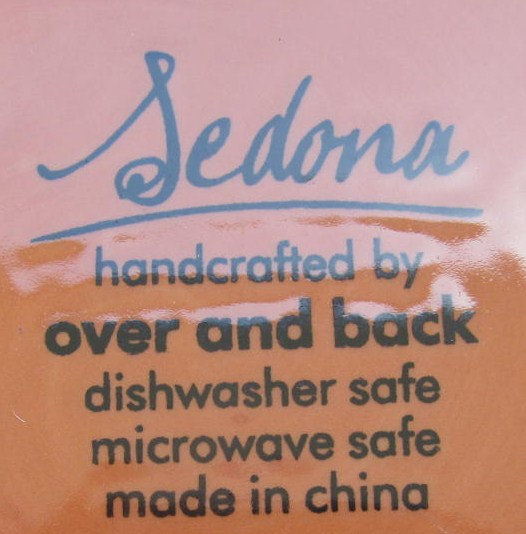 Sedona
handcrafted by
over and back
dishwasher safe
microwave safe
made in china